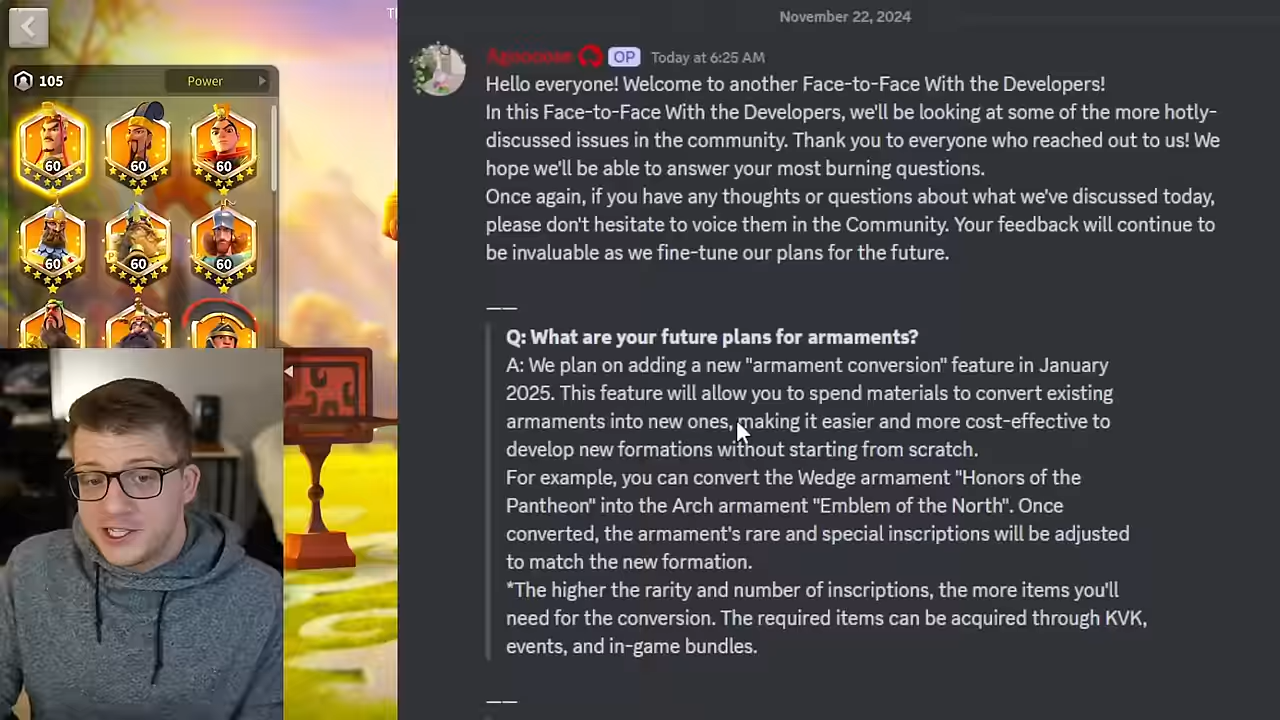 105
Power
60
60
60
60
60
60
November 22, 2024
OP
Today at 6:25 AM
Hello everyone! Welcome to another Face-to-Face With the Developers!
In this Face-to-Face With the Developers, we'll be looking at some of the more hotly-
discussed issues in the community. Thank you to everyone who reached out to us! We
hope we'll be able to answer your most burning questions.
Once again, if you have any thoughts or questions about what we've discussed today,
please don't hesitate to voice them in the Community. Your feedback will continue to
be invaluable as we fine-tune our plans for the future.
——
Q: What are your future plans for armaments?
A: We plan on adding a new "armament conversion" feature in January
2025. This feature will allow you to spend materials to convert existing
armaments into new ones, making it easier and more cost-effective to
develop new formations without starting from scratch.
For example, you can convert the Wedge armament "Honors of the
Pantheon" into the Arch armament "Emblem of the North". Once
converted, the armament's rare and special inscriptions will be adjusted
to match the new formation.
*The higher the rarity and number of inscriptions, the more items you'll
need for the conversion. The required items can be acquired through KVK,
events, and in-game bundles.
——